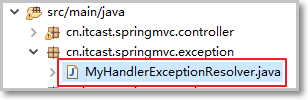 src/main/java
cn.itcast.springmvc.controller
cn.itcast.springmvc.exception
MyHandlerExceptionResolver.java